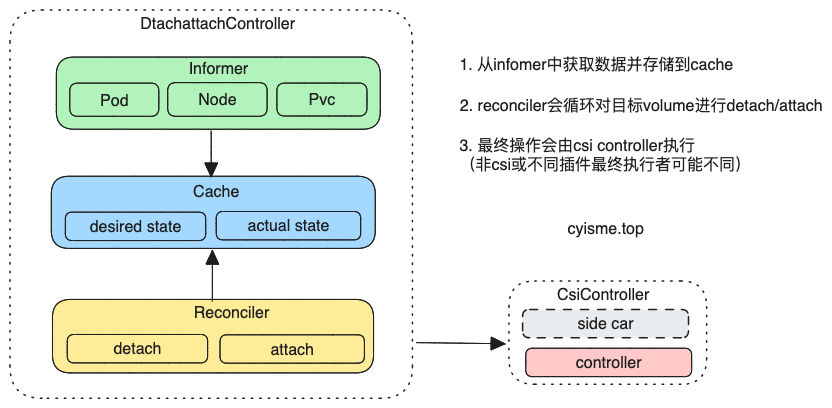 DtachattachController
Informer
Pod
Node
Pvc
Cache
desired state
actual state
Reconciler
detach
attach
1. 从infomer中获取数据并存储到cache
2. reconciler会循环对目标volume进行detach/attach
3. 最终操作会由csi controller执行
（非csi或不同插件最终执行者可能不同）
cyisme.top
CsiController
side car
controller